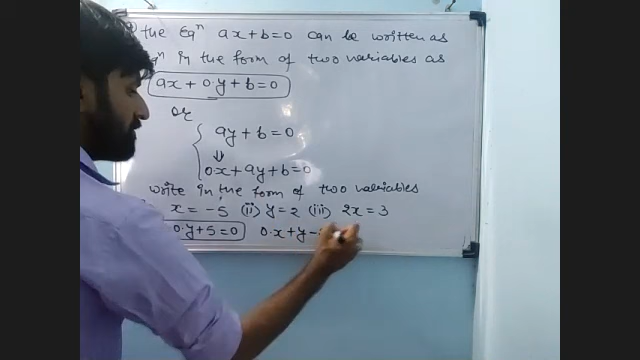 the Eqⁿ ax+b=0 can be written as
Eqⁿ in the form of two variables as
ax + 0·y + b = 0
or
ay + b = 0
⇓
0x + ay + b = 0
write in the form of two variables
x = -5 (ii) y = 2 (iii) 2x = 3
0·y + 5 = 0 0·x + y -